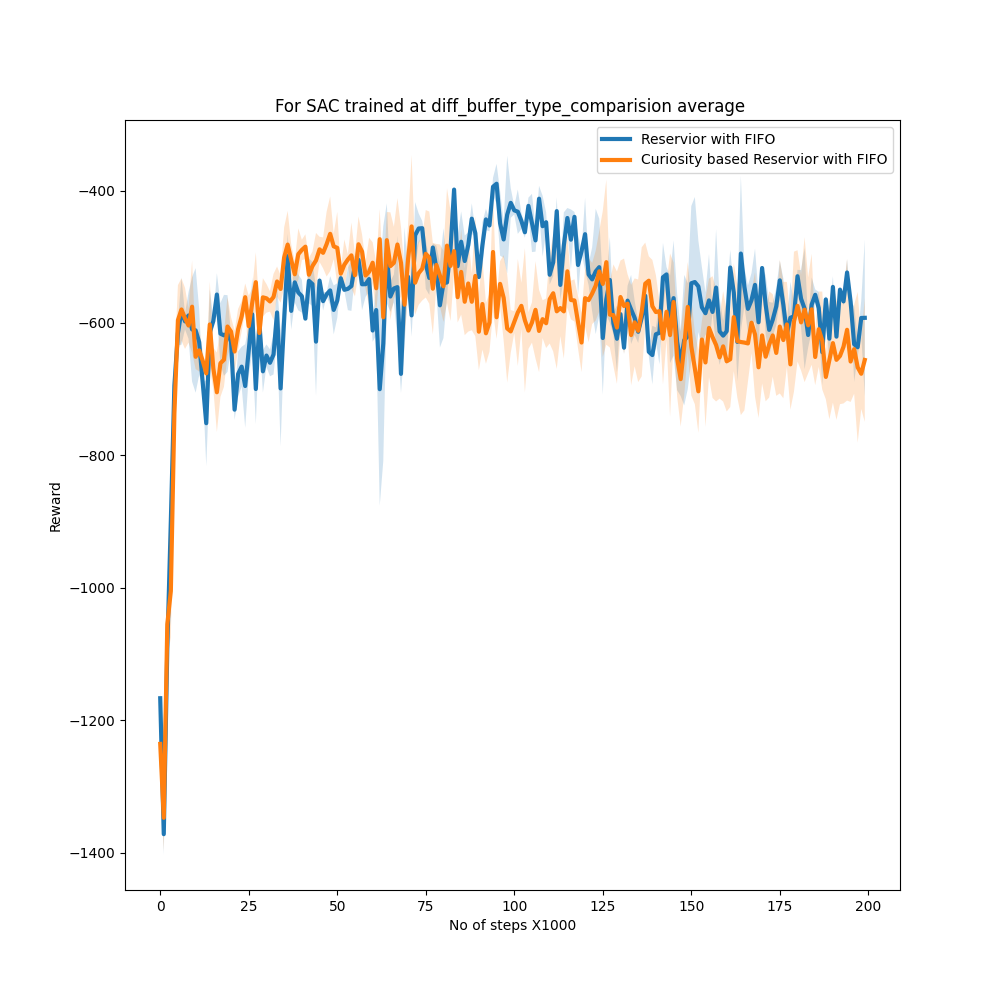 For SAC trained at diff_buffer_type_comparision average
Reservior with FIFO
Curiosity based Reservior with FIFO
−400
−600
−800
−1000
−1200
−1400
Reward
0 25 50 75 100 125 150 175 200
No of steps X1000